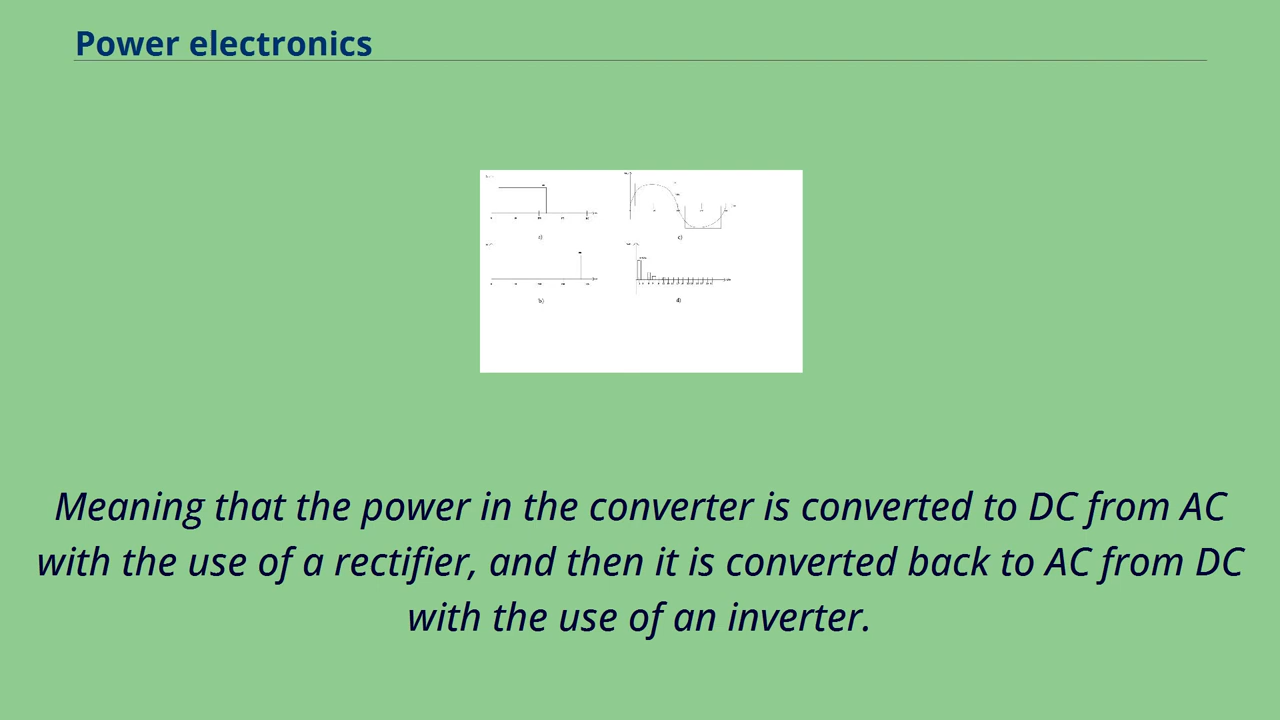 Power electronics
c)
b)
d)
Meaning that the power in the converter is converted to DC from AC
with the use of a rectifier, and then it is converted back to AC from DC
with the use of an inverter.